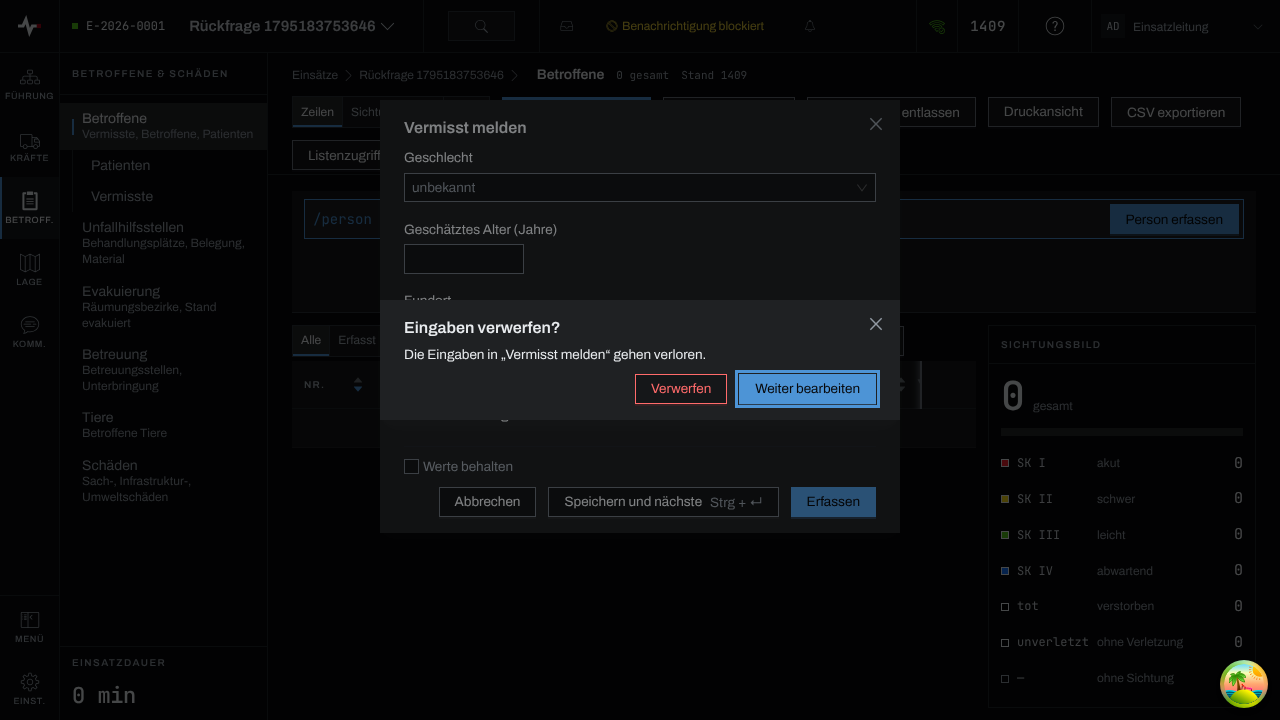 E-2026-0001
Rückfrage 1795183753646
Benachrichtigung blockiert
1409
AD
Einsatzleitung
FÜHRUNG
KRÄFTE
BETROFF.
LAGE
KOMM.
MENÜ
EINST.
BETROFFENE & SCHÄDEN
Betroffene
Vermisste, Betroffene, Patienten
Patienten
Vermisste
Unfallhilfsstellen
Behandlungsplätze, Belegung,
Material
Evakuierung
Räumungsbezirke, Stand
evakuiert
Betreuung
Betreuungsstellen,
Unterbringung
Tiere
Betroffene Tiere
Schäden
Sach-, Infrastruktur-,
Umweltschäden
EINSATZDAUER
0 min
Einsätze
Rückfrage 1795183753646
Betroffene
0 gesamt
Stand 1409
Zeilen
entlassen
Druckansicht
CSV exportieren
/person
Person erfassen
Alle
Erfasst
NR.
Vermisst melden
Geschlecht
unbekannt
Geschätztes Alter (Jahre)
Fundort
Eingaben verwerfen?
Die Eingaben in „Vermisst melden“ gehen verloren.
Verwerfen
Weiter bearbeiten
Werte behalten
Abbrechen
Speichern und nächste Strg + ↵
Erfassen
SICHTUNGSBILD
0 gesamt
SK I akut 0
SK II schwer 0
SK III leicht 0
SK IV abwartend 0
tot verstorben 0
unverletzt ohne Verletzung 0
– ohne Sichtung